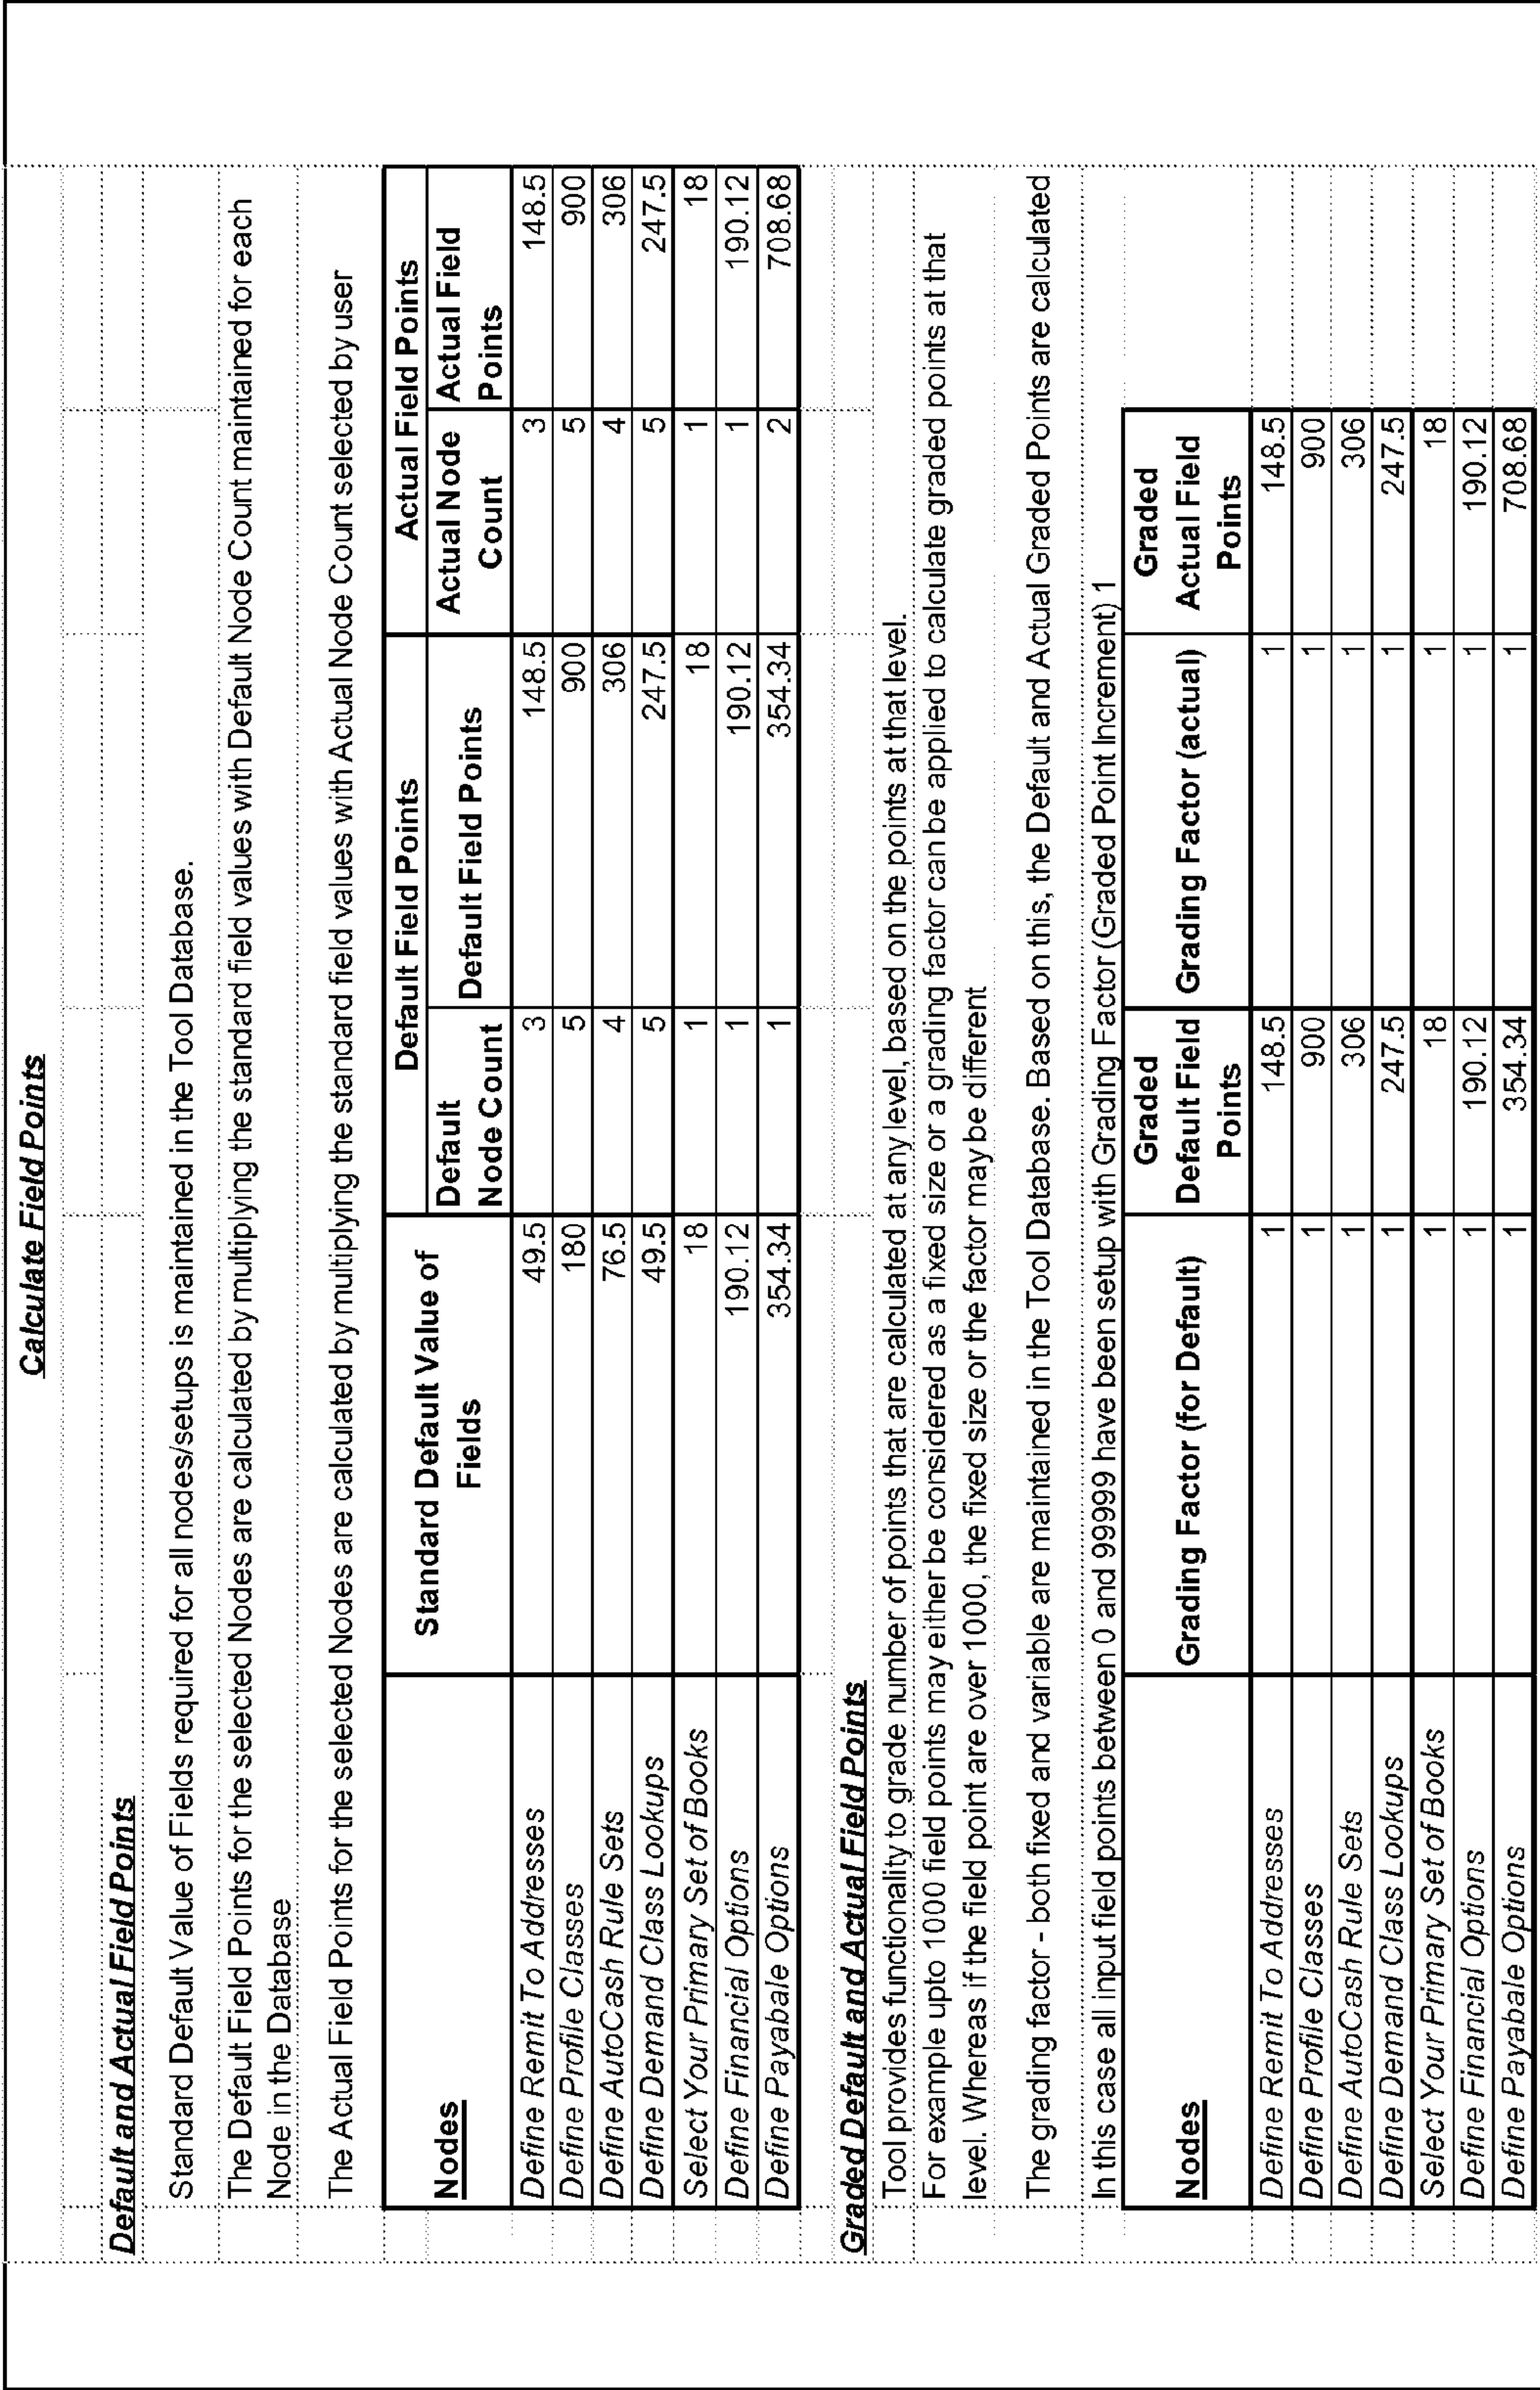 Calculate Field Points
Default and Actual Field Points
Standard Default Value of Fields required for all nodes/setups is maintained in the Tool Database.
The Default Field Points for the selected Nodes are calculated by multiplying the standard field values with Default Node Count maintained for each
Node in the Database
The Actual Field Points for the selected Nodes are calculated by multiplying the standard field values with Actual Node Count selected by user
Default Field Points Actual Field Points
Nodes Standard Default Value of Fields Default Node Count Default Field Points Actual Node Count Actual Field Points
Define Remit To Addresses 49.5 3 148.5 3 148.5
Define Profile Classes 180 5 900 5 900
Define AutoCash Rule Sets 76.5 4 306 4 306
Define Demand Class Lookups 49.5 5 247.5 5 247.5
Select Your Primary Set of Books 18 1 18 1 18
Define Financial Options 190.12 1 190.12 1 190.12
Define Payabale Options 354.34 1 354.34 2 708.68
Graded Default and Actual Field Points
Tool provides functionality to grade number of points that are calculated at any level, based on the points at that level.
For example upto 1000 field points may either be considered as a fixed size or a grading factor can be applied to calculate graded points at that
level. Whereas if the field point are over 1000, the fixed size or the factor may be different
The grading factor - both fixed and variable are maintained in the Tool Database. Based on this, the Default and Actual Graded Points are calculated
In this case all input field points between 0 and 99999 have been setup with Grading Factor (Graded Point Increment) 1
Nodes Grading Factor (for Default) Graded Default Field Points Grading Factor (actual) Graded Actual Field Points
Define Remit To Addresses 1 148.5 1 148.5
Define Profile Classes 1 900 1 900
Define AutoCash Rule Sets 1 306 1 306
Define Demand Class Lookups 1 247.5 1 247.5
Select Your Primary Set of Books 1 18 1 18
Define Financial Options 1 190.12 1 190.12
Define Payabale Options 1 354.34 1 708.68